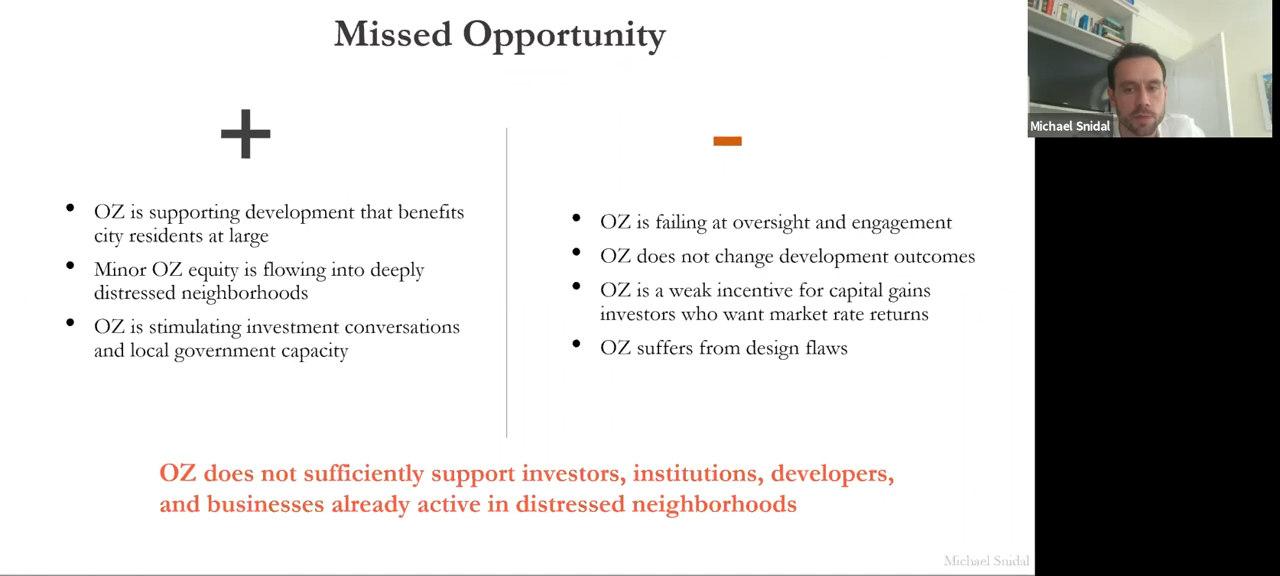 Missed Opportunity
+
-
• OZ is supporting development that benefits
city residents at large
• Minor OZ equity is flowing into deeply
distressed neighborhoods
• OZ is stimulating investment conversations
and local government capacity
• OZ is failing at oversight and engagement
• OZ does not change development outcomes
• OZ is a weak incentive for capital gains
investors who want market rate returns
• OZ suffers from design flaws
OZ does not sufficiently support investors, institutions, developers,
and businesses already active in distressed neighborhoods
Michael Snidal
Michael Snidal